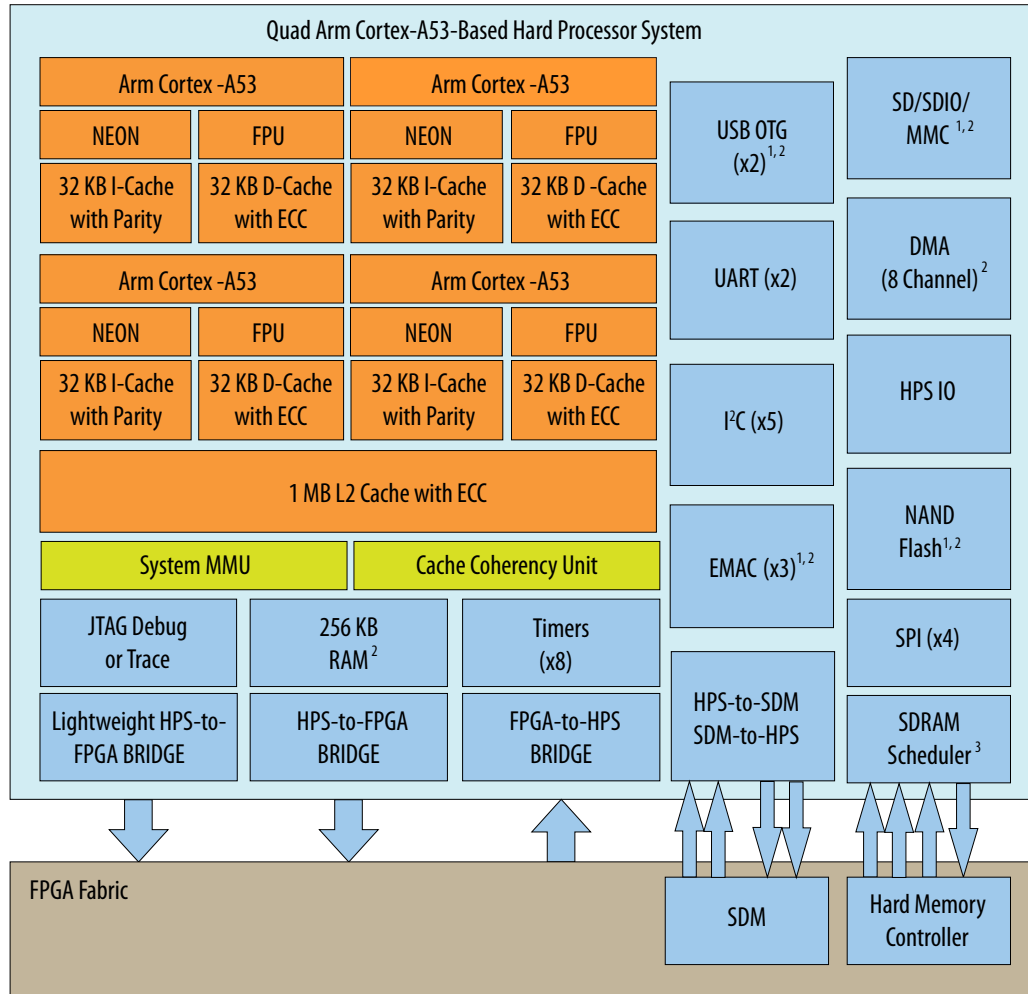 Quad Arm Cortex-A53-Based Hard Processor System
Arm Cortex -A53
Arm Cortex -A53
NEON
FPU
NEON
FPU
32 KB I-Cache
with Parity
32 KB D-Cache
with ECC
32 KB I-Cache
with Parity
32 KB D -Cache
with ECC
Arm Cortex -A53
Arm Cortex -A53
NEON
FPU
NEON
FPU
32 KB I-Cache
with Parity
32 KB D-Cache
with ECC
32 KB I-Cache
with Parity
32 KB D-Cache
with ECC
1 MB L2 Cache with ECC
System MMU
Cache Coherency Unit
JTAG Debug
or Trace
256 KB
RAM 2
Timers
(x8)
Lightweight HPS-to-
FPGA BRIDGE
HPS-to-FPGA
BRIDGE
FPGA-to-HPS
BRIDGE
USB OTG
(x2) 1, 2
UART (x2)
I²C (x5)
EMAC (x3) 1, 2
HPS-to-SDM
SDM-to-HPS
SD/SDIO/
MMC 1, 2
DMA
(8 Channel) 2
HPS IO
NAND
Flash 1, 2
SPI (x4)
SDRAM
Scheduler 3
FPGA Fabric
SDM
Hard Memory
Controller